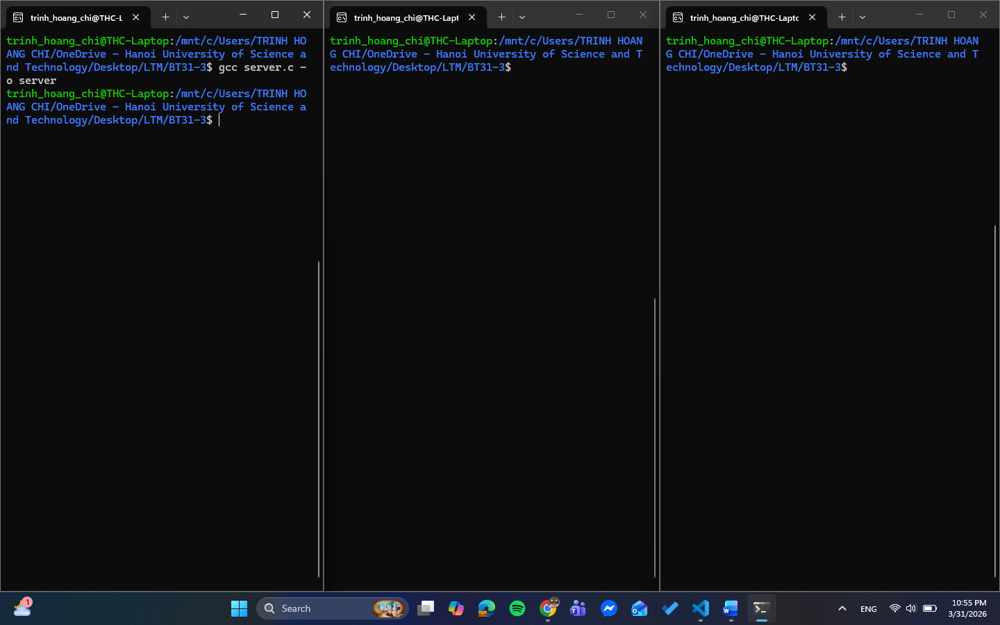 trinh_hoang_chi@THC-L
trinh_hoang_chi@THC-Laptop:/mnt/c/Users/TRINH HO
ANG CHI/OneDrive - Hanoi University of Science a
nd Technology/Desktop/LTM/BT31-3$ gcc server.c -
o server
trinh_hoang_chi@THC-Laptop:/mnt/c/Users/TRINH HO
ANG CHI/OneDrive - Hanoi University of Science a
nd Technology/Desktop/LTM/BT31-3$
trinh_hoang_chi@THC-Lapt
trinh_hoang_chi@THC-Laptop:/mnt/c/Users/TRINH HOAN
G CHI/OneDrive - Hanoi University of Science and T
echnology/Desktop/LTM/BT31-3$
trinh_hoang_chi@THC-Lapto
trinh_hoang_chi@THC-Laptop:/mnt/c/Users/TRINH HOAN
G CHI/OneDrive - Hanoi University of Science and T
echnology/Desktop/LTM/BT31-3$
1
Search
ENG
10:55 PM
3/31/2026